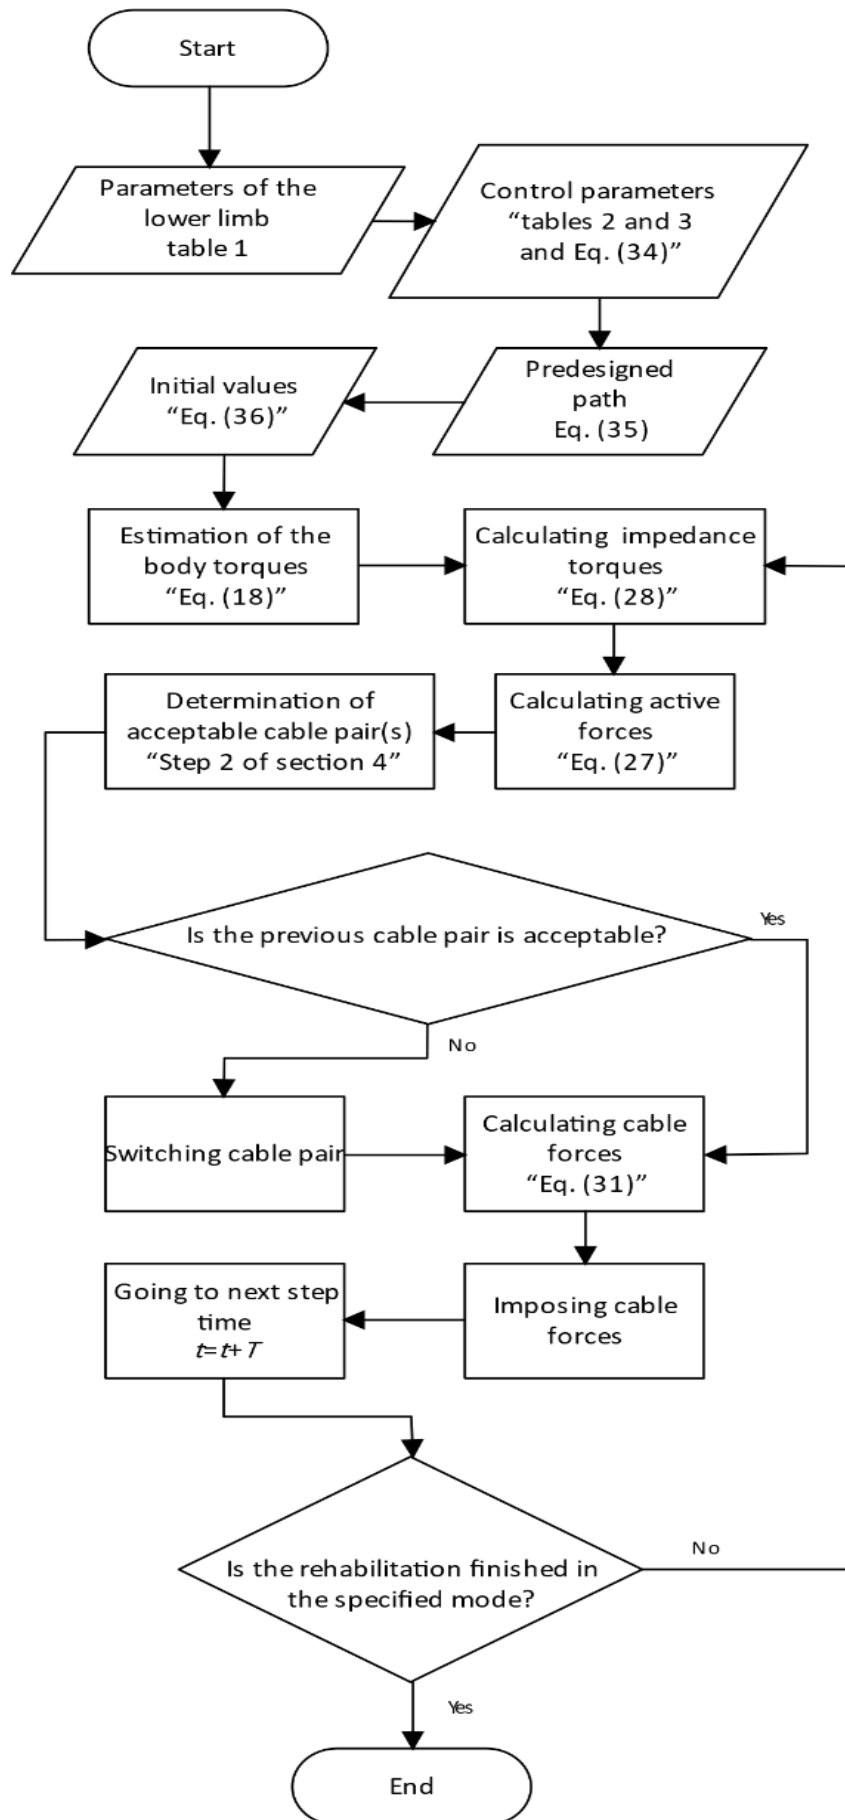 Start
Parameters of the
lower limb
table 1
Control parameters
“tables 2 and 3
and Eq. (34)”
Predesigned
path
Eq. (35)
Initial values
“Eq. (36)”
Estimation of the
body torques
“Eq. (18)”
Calculating impedance
torques
“Eq. (28)”
Calculating active
forces
“Eq. (27)”
Determination of
acceptable cable pair(s)
“Step 2 of section 4”
Is the previous cable pair is acceptable?
Yes
No
Switching cable pair
Calculating cable
forces
“Eq. (31)”
Imposing cable
forces
Going to next step
time
t=t+T
Is the rehabilitation finished in
the specified mode?
No
Yes
End